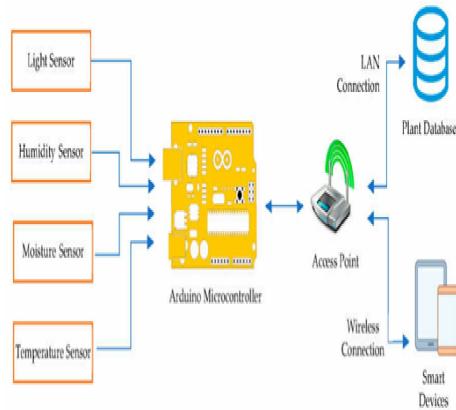 Light Sensor
Humidity Sensor
Moisture Sensor
Temperature Sensor
Arduino Microcontroller
Access Point
LAN
Connection
Plant Database
Wireless
Connection
Smart
Devices